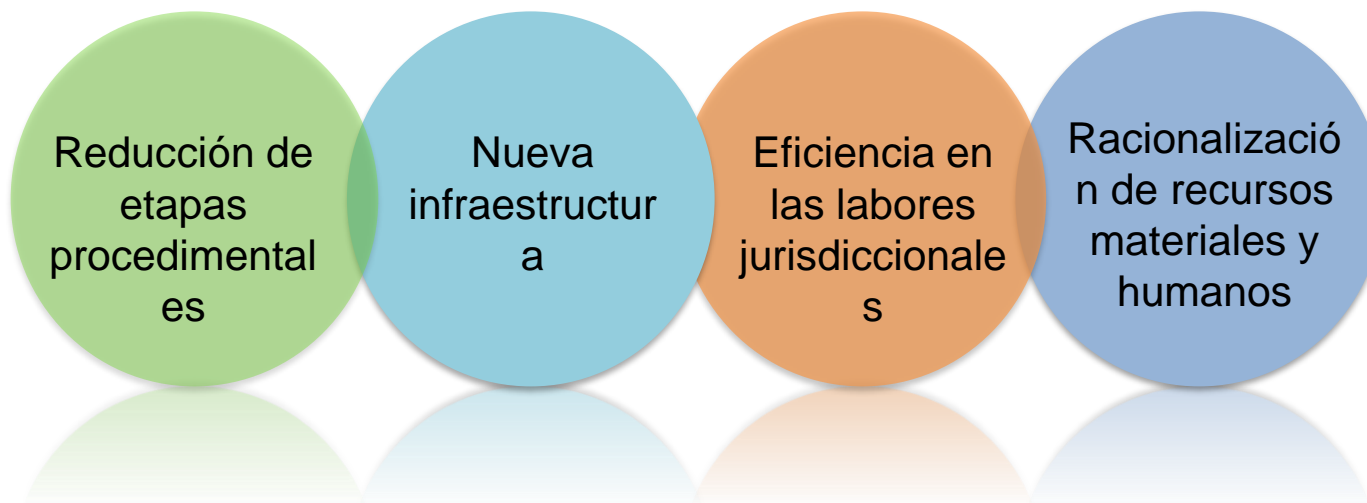 Reducción de
etapas
procedimental
es
Nueva
infraestructur
a
Eficiencia en
las labores
jurisdiccionale
s
Racionalizació
n de recursos
materiales y
humanos